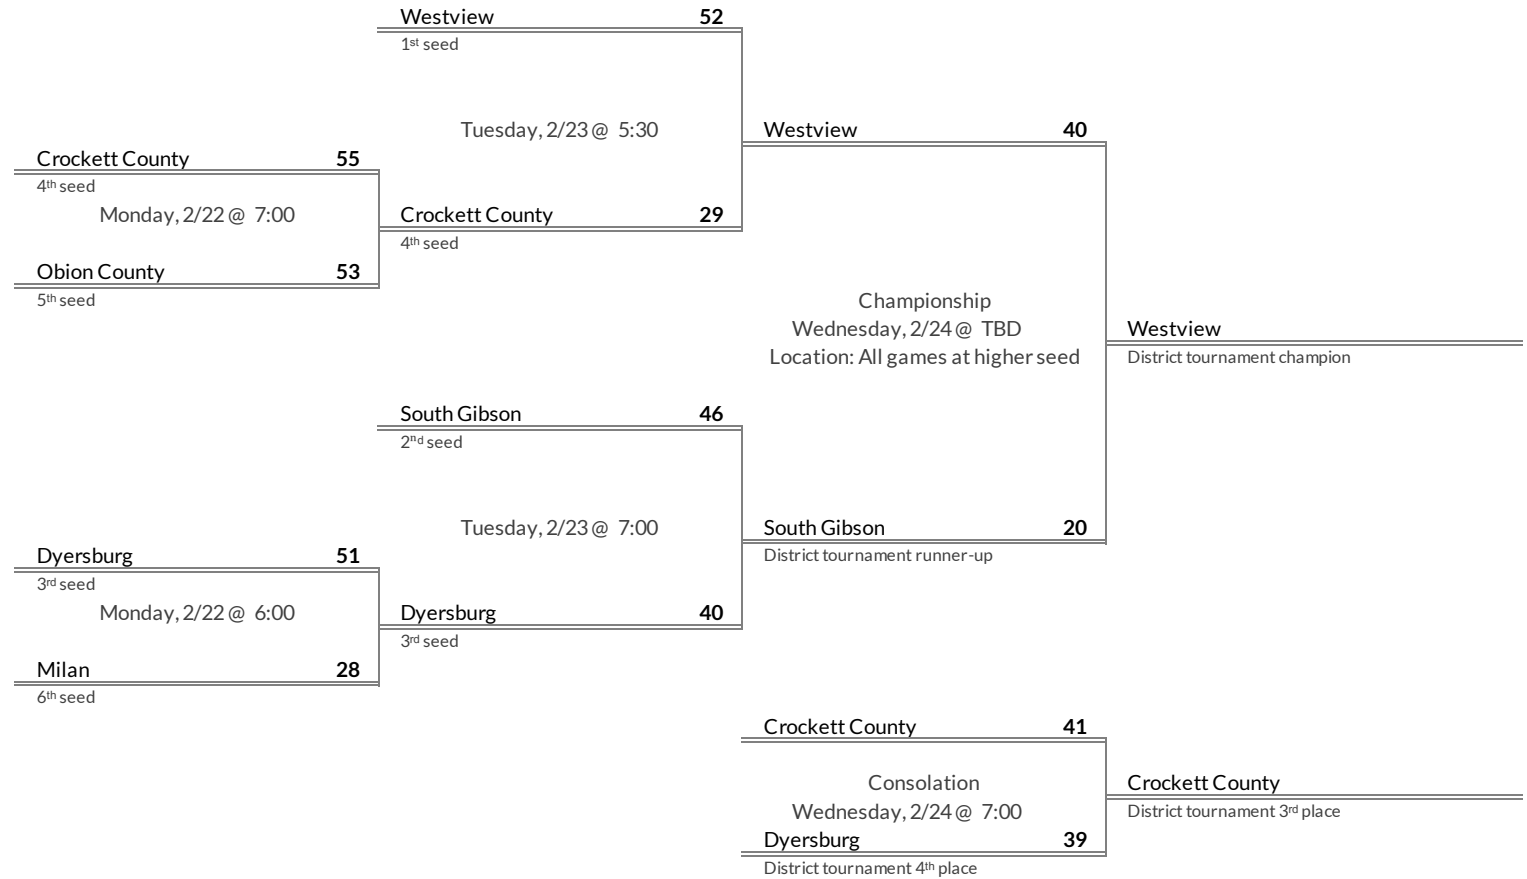 Westview 52
1st seed
Tuesday, 2/23 @ 5:30
Westview 40
Crockett County 55
4th seed
Monday, 2/22 @ 7:00
Crockett County 29
4th seed
Obion County 53
5th seed
Championship
Wednesday, 2/24 @ TBD
Location: All games at higher seed
Westview
District tournament champion
South Gibson 46
2nd seed
Tuesday, 2/23 @ 7:00
South Gibson 20
District tournament runner-up
Dyersburg 51
3rd seed
Monday, 2/22 @ 6:00
Dyersburg 40
3rd seed
Milan 28
6th seed
Crockett County 41
Consolation
Wednesday, 2/24 @ 7:00
Crockett County
District tournament 3rd place
Dyersburg 39
District tournament 4th place